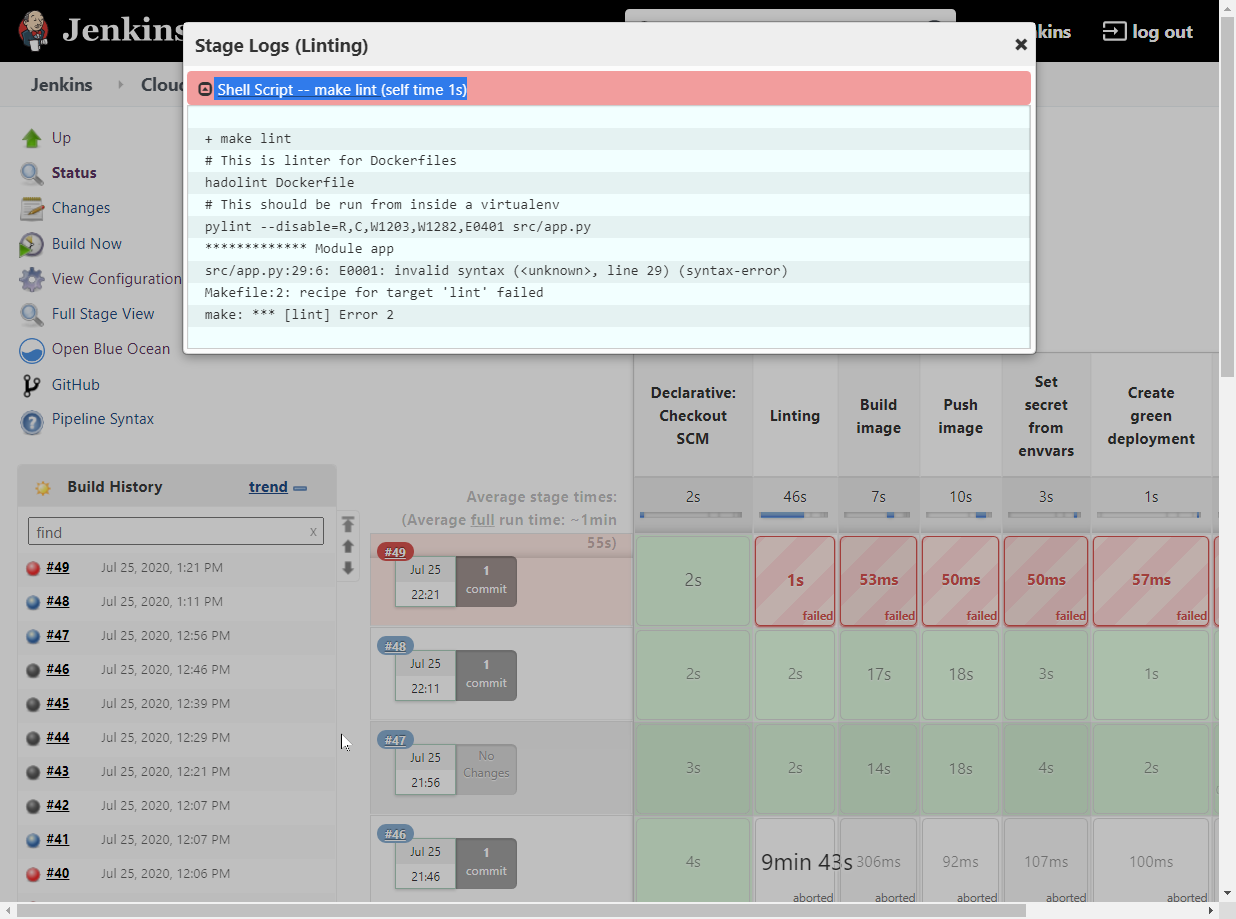 Jenkins
kins
log out
Stage Logs (Linting)
Shell Script -- make lint (self time 1s)
+ make lint
# This is linter for Dockerfiles
hadolint Dockerfile
# This should be run from inside a virtualenv
pylint --disable=R,C,W1203,W1282,E0401 src/app.py
************* Module app
src/app.py:29:6: E0001: invalid syntax (<unknown>, line 29) (syntax-error)
Makefile:2: recipe for target 'lint' failed
make: *** [lint] Error 2
Jenkins
Clou
Up
Status
Changes
Build Now
View Configuration
Full Stage View
Open Blue Ocean
GitHub
Pipeline Syntax
Build History
trend
find
x
#49 Jul 25, 2020, 1:21 PM
#48 Jul 25, 2020, 1:11 PM
#47 Jul 25, 2020, 12:56 PM
#46 Jul 25, 2020, 12:46 PM
#45 Jul 25, 2020, 12:39 PM
#44 Jul 25, 2020, 12:29 PM
#43 Jul 25, 2020, 12:21 PM
#42 Jul 25, 2020, 12:07 PM
#41 Jul 25, 2020, 12:07 PM
#40 Jul 25, 2020, 12:06 PM
Declarative:
Checkout
SCM
Linting
Build
image
Push
image
Set
secret
from
envvars
Create
green
deployment
Average stage times:
(Average full run time: ~1min
55s)
2s 46s 7s 10s 3s 1s
#49
Jul 25
22:21
1
commit
2s
1s
failed
53ms
failed
50ms
failed
50ms
failed
57ms
failed
#48
Jul 25
22:11
1
commit
2s 2s 17s 18s 3s 1s
#47
Jul 25
21:56
No
Changes
3s 2s 14s 18s 4s 2s
#46
Jul 25
21:46
1
commit
4s
9min 43s
aborted
306ms
aborted
92ms
aborted
107ms
aborted
100ms
aborted